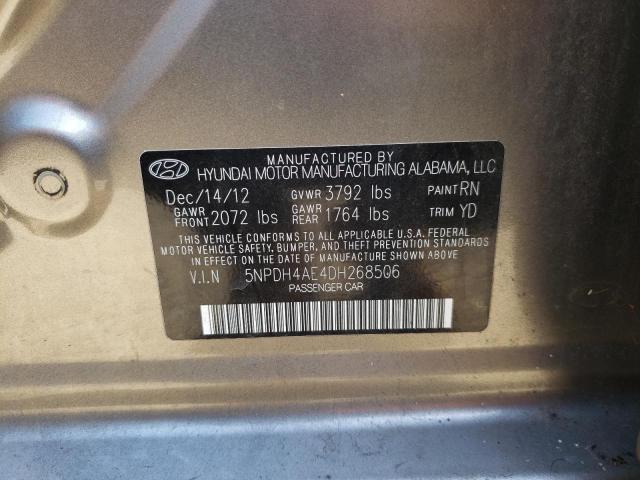 MANUFACTURED BY
HYUNDAI MOTOR MANUFACTURING ALABAMA, LLC
Dec/14/12 GVWR 3792 lbs PAINT RN
GAWR FRONT 2072 lbs GAWR REAR 1764 lbs TRIM YD
THIS VEHICLE CONFORMS TO ALL APPLICABLE U.S.A. FEDERAL
MOTOR VEHICLE SAFETY, BUMPER, AND THEFT PREVENTION STANDARDS
IN EFFECT ON THE DATE OF MANUFACTURE SHOWN ABOVE
V.I.N 5NPDH4AE4DH268506
PASSENGER CAR